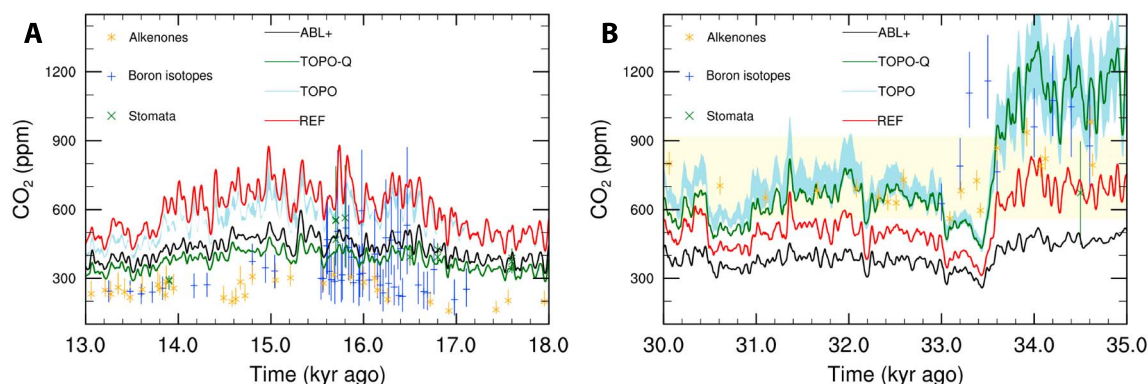 A
Alkenones
Boron isotopes
Stomata
ABL+
TOPO-Q
TOPO
REF
CO2 (ppm)
1200
900
600
300
13.0 14.0 15.0 16.0 17.0 18.0
Time (kyr ago)
B
Alkenones
Boron isotopes
Stomata
ABL+
TOPO-Q
TOPO
REF
CO2 (ppm)
1200
900
600
300
30.0 31.0 32.0 33.0 34.0 35.0
Time (kyr ago)